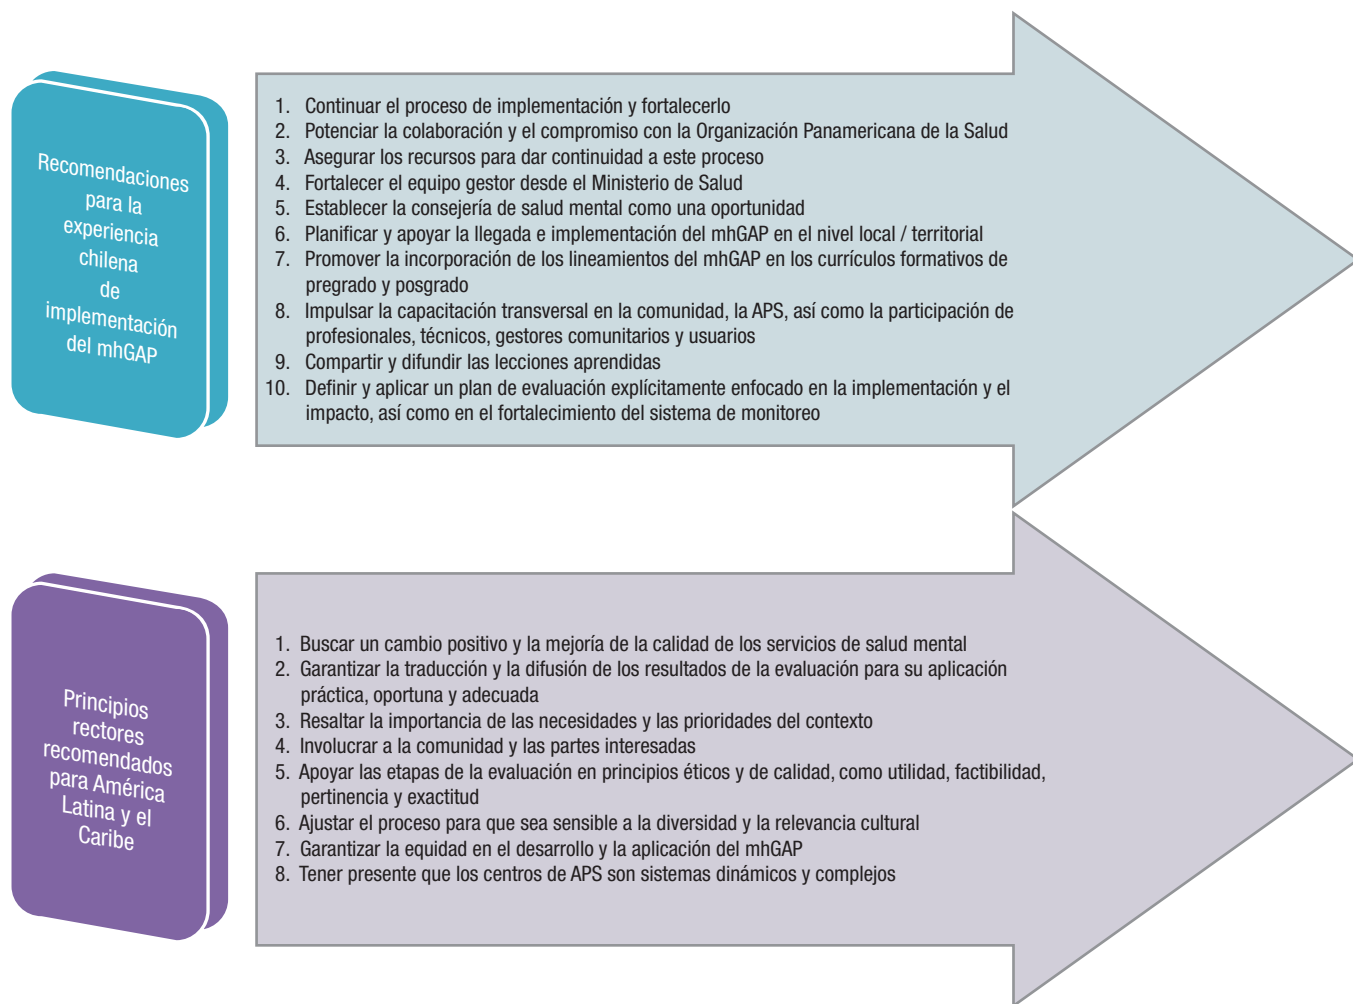 Recomendaciones
para la
experiencia
chilena
de
implementación
del mhGAP
1. Continuar el proceso de implementación y fortalecerlo
2. Potenciar la colaboración y el compromiso con la Organización Panamericana de la Salud
3. Asegurar los recursos para dar continuidad a este proceso
4. Fortalecer el equipo gestor desde el Ministerio de Salud
5. Establecer la consejería de salud mental como una oportunidad
6. Planificar y apoyar la llegada e implementación del mhGAP en el nivel local / territorial
7. Promover la incorporación de los lineamientos del mhGAP en los currículos formativos de
pregrado y posgrado
8. Impulsar la capacitación transversal en la comunidad, la APS, así como la participación de
profesionales, técnicos, gestores comunitarios y usuarios
9. Compartir y difundir las lecciones aprendidas
10. Definir y aplicar un plan de evaluación explícitamente enfocado en la implementación y el
impacto, así como en el fortalecimiento del sistema de monitoreo
Principios
rectores
recomendados
para América
Latina y el
Caribe
1. Buscar un cambio positivo y la mejoría de la calidad de los servicios de salud mental
2. Garantizar la traducción y la difusión de los resultados de la evaluación para su aplicación
práctica, oportuna y adecuada
3. Resaltar la importancia de las necesidades y las prioridades del contexto
4. Involucrar a la comunidad y las partes interesadas
5. Apoyar las etapas de la evaluación en principios éticos y de calidad, como utilidad, factibilidad,
pertinencia y exactitud
6. Ajustar el proceso para que sea sensible a la diversidad y la relevancia cultural
7. Garantizar la equidad en el desarrollo y la aplicación del mhGAP
8. Tener presente que los centros de APS son sistemas dinámicos y complejos